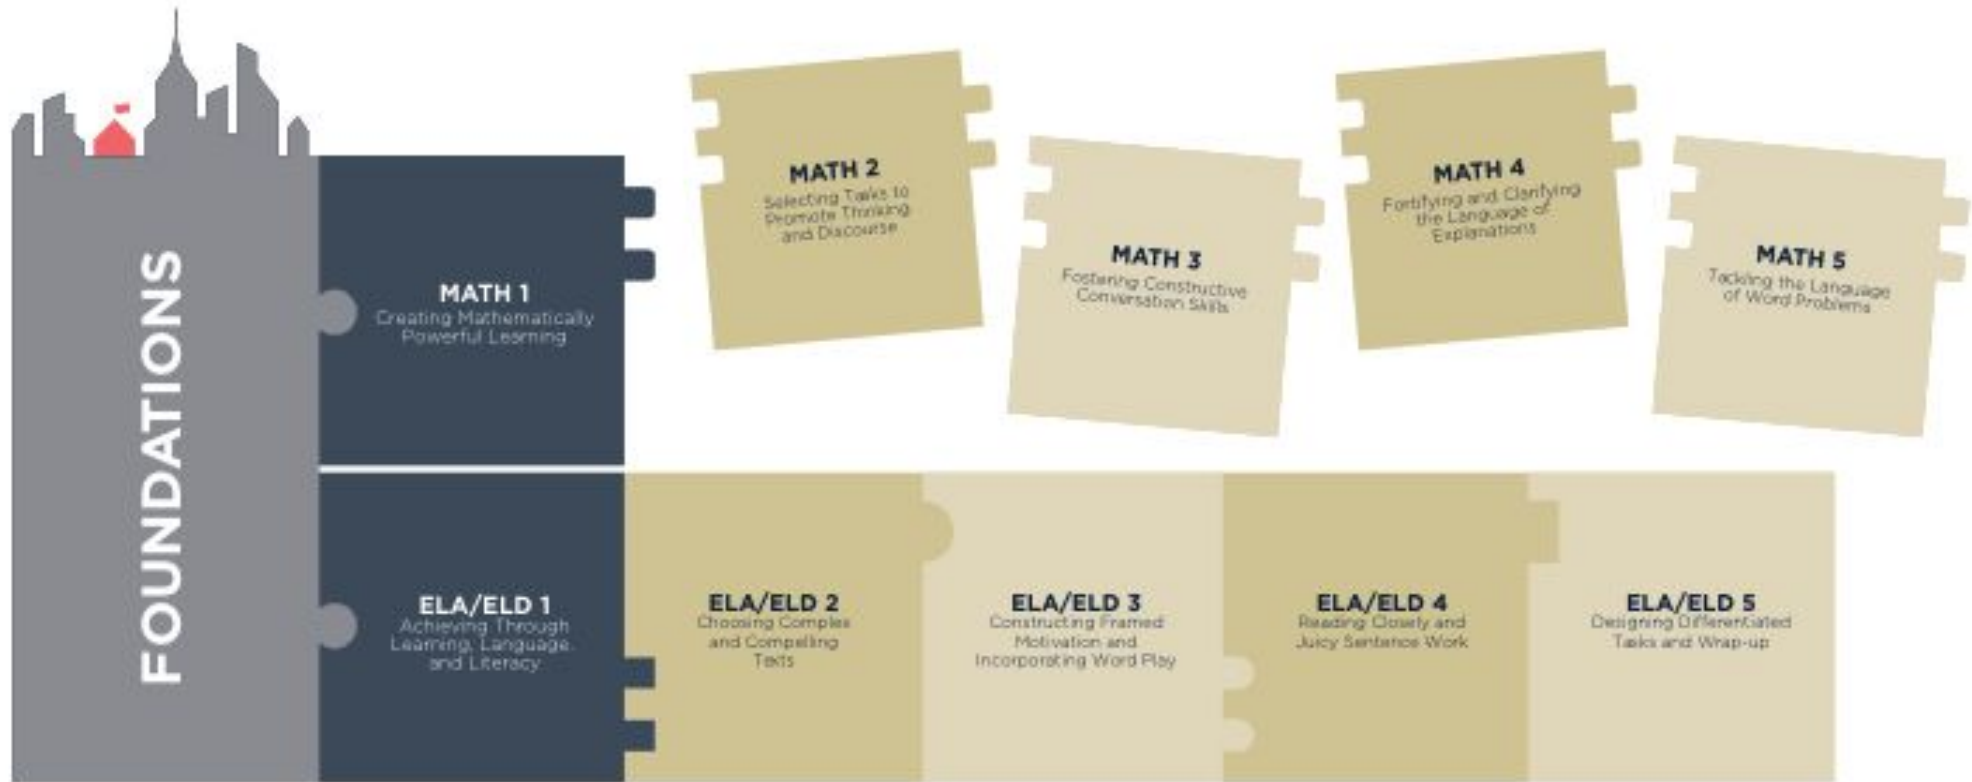 FOUNDATIONS
MATH 1
Creating Mathematically
Powerful Learning
MATH 2
Selecting Tasks to
Promote Thinking
and Discourse
MATH 3
Fostering Constructive
Conversation Skills
MATH 4
Fortifying and Clarifying
the Language of
Explanations
MATH 5
Tackling the Language
of Word Problems
ELA/ELD 1
Achieving Through
Learning, Language,
and Literacy
ELA/ELD 2
Choosing Complex
and Compelling
Texts
ELA/ELD 3
Constructing Framed
Motivation and
Incorporating Word Play
ELA/ELD 4
Reading Closely and
Juicy Sentence Work
ELA/ELD 5
Designing Differentiated
Tasks and Wrap-up